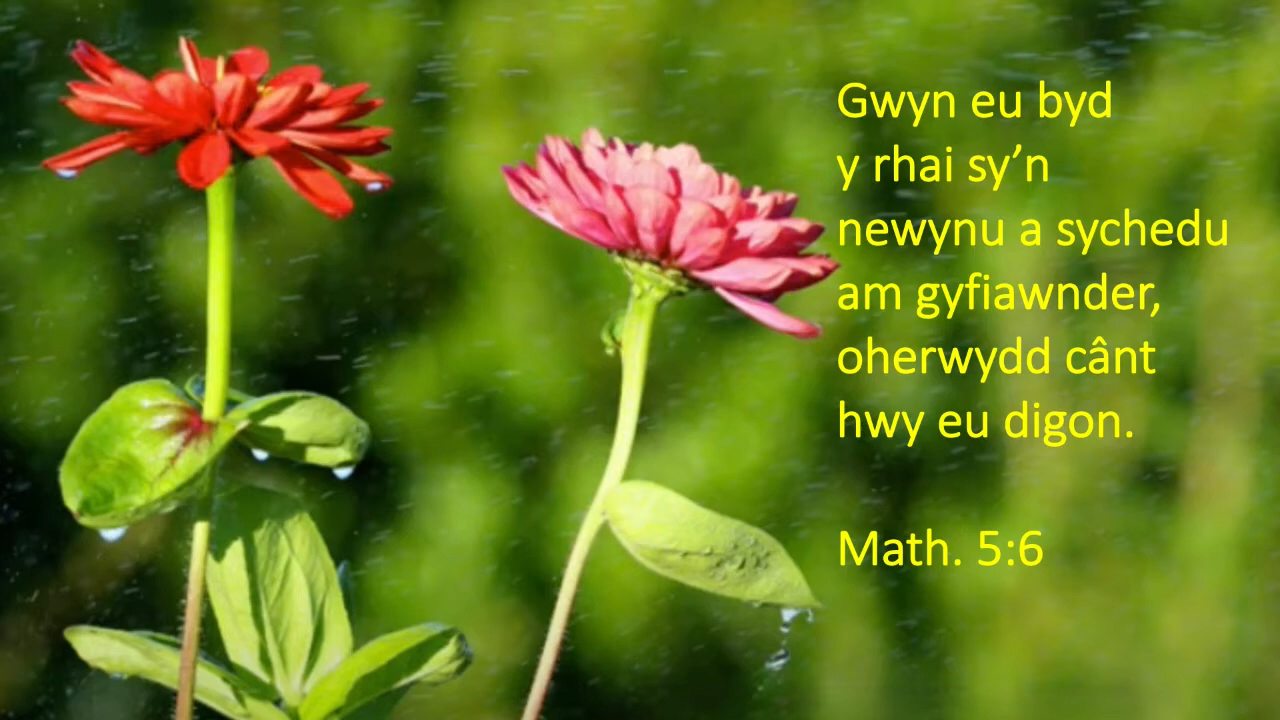 Gwyn eu byd
y rhai sy’n
newynu a sychedu
am gyfiawnder,
oherwydd cânt
hwy eu digon.
Math. 5:6